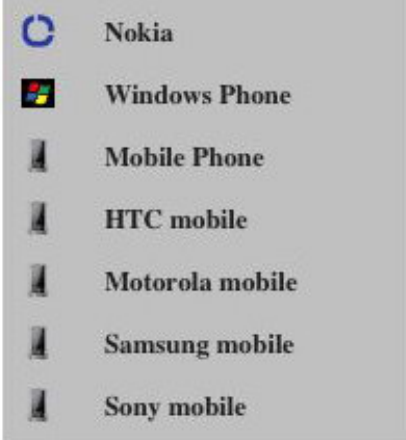 Nokia
Windows Phone
Mobile Phone
HTC mobile
Motorola mobile
Samsung mobile
Sony mobile